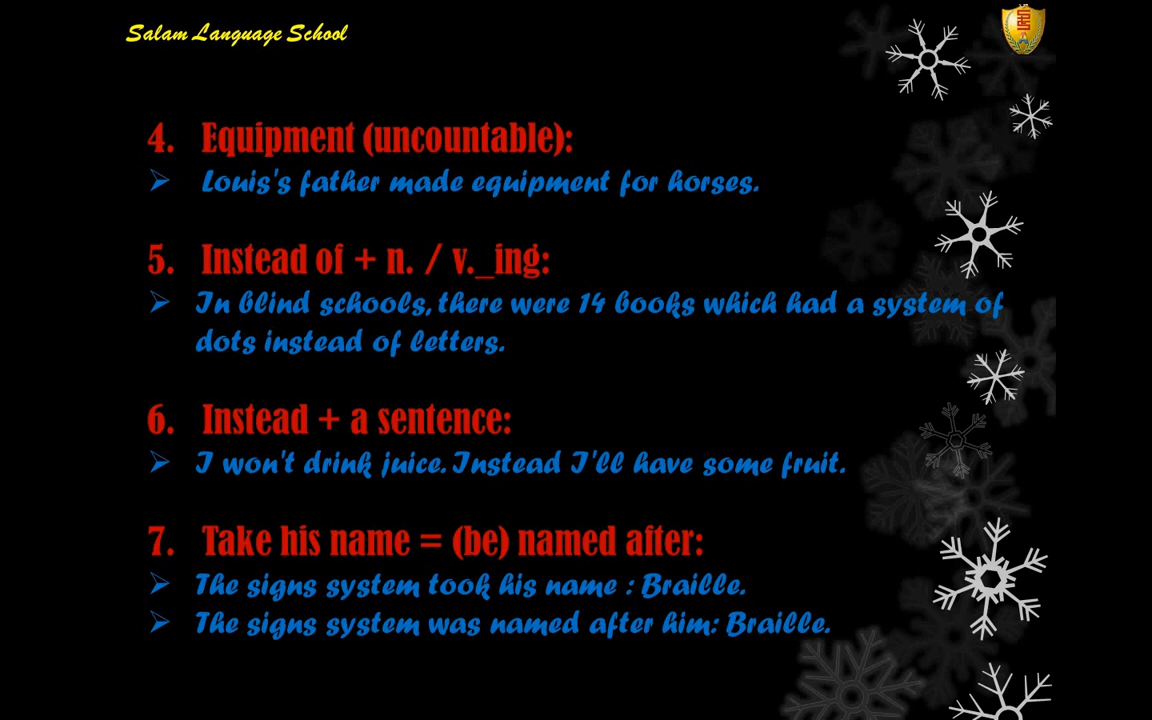 Salam Language School
4. Equipment (uncountable):
➢ Louis's father made equipment for horses.
5. Instead of + n. / v._ing:
➢ In blind schools, there were 14 books which had a system of
dots instead of letters.
6. Instead + a sentence:
➢ I won't drink juice. Instead I'll have some fruit.
7. Take his name = (be) named after:
➢ The signs system took his name : Braille.
➢ The signs system was named after him: Braille.